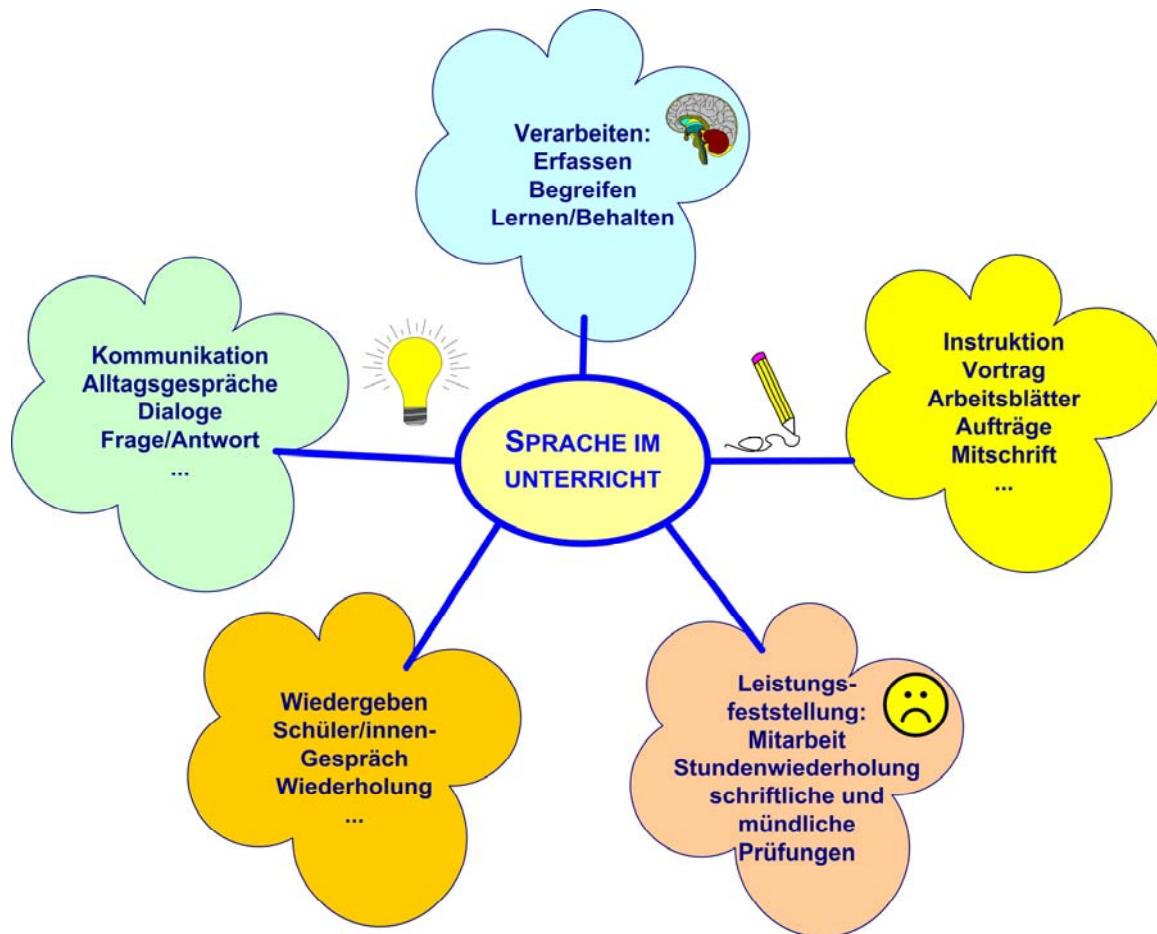 Verarbeiten:
Erfassen
Begreifen
Lernen/Behalten
Kommunikation
Alltagsgespräche
Dialoge
Frage/Antwort
...
SPRACHE IM
UNTERRICHT
Instruktion
Vortrag
Arbeitsblätter
Aufträge
Mitschrift
...
Wiedergeben
Schüler/innen-
Gespräch
Wiederholung
...
Leistungs-
feststellung:
Mitarbeit
Stundenwiederholung
schriftliche und
mündliche
Prüfungen